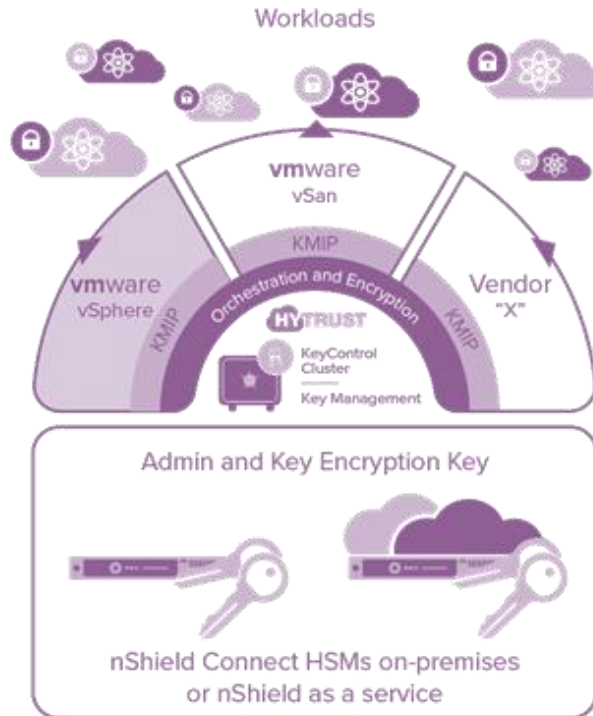 Workloads
vmware
vSan
vmware
vSphere
Vendor
“X”
KMIP
KMIP
KMIP
Orchestration and Encryption
HYTRUST
KeyControl
Cluster
Key Management
Admin and Key Encryption Key
nShield Connect HSMs on-premises
or nShield as a service